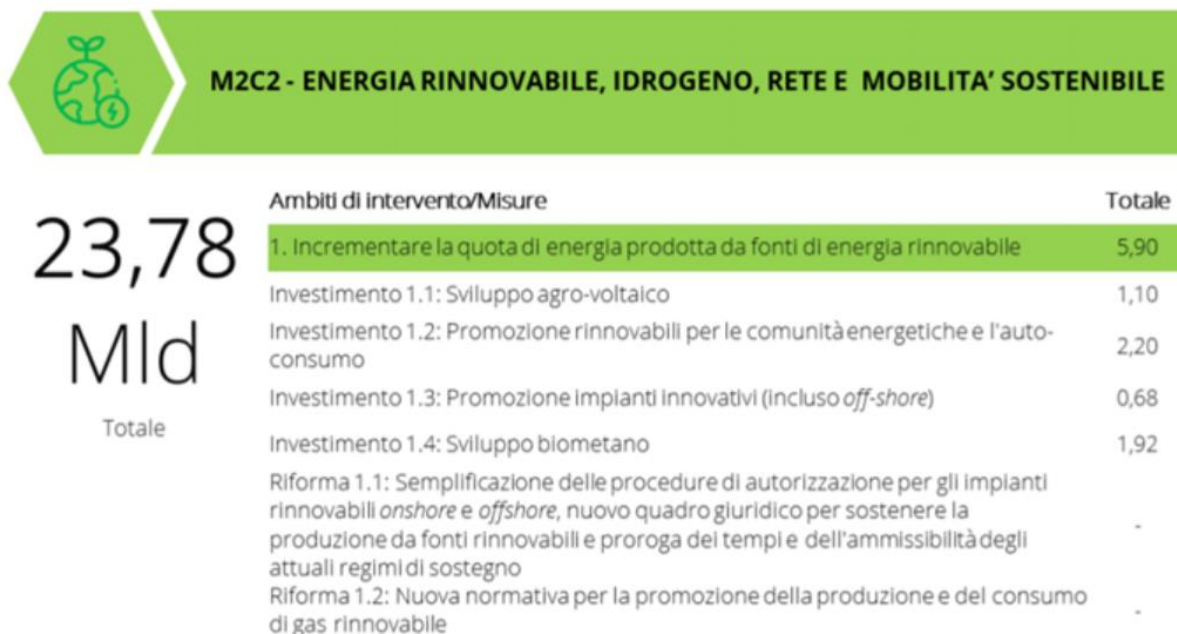 M2C2 - ENERGIA RINNOVABILE, IDROGENO, RETE E MOBILITA' SOSTENIBILE
23,78
Mld
Totale
Ambiti di intervento/Misure Totale
1. Incrementare la quota di energia prodotta da fonti di energia rinnovabile 5,90
Investimento 1.1: Sviluppo agro-voltaico 1,10
Investimento 1.2: Promozione rinnovabili per le comunità energetiche e l'auto-
consumo 2,20
Investimento 1.3: Promozione impianti innovativi (incluso off-shore) 0,68
Investimento 1.4: Sviluppo biometano 1,92
Riforma 1.1: Semplificazione delle procedure di autorizzazione per gli impianti
rinnovabili onshore e offshore, nuovo quadro giuridico per sostenere la
produzione da fonti rinnovabili e proroga dei tempi e dell'ammissibilità degli
attuali regimi di sostegno -
Riforma 1.2: Nuova normativa per la promozione della produzione e del consumo
di gas rinnovabile -